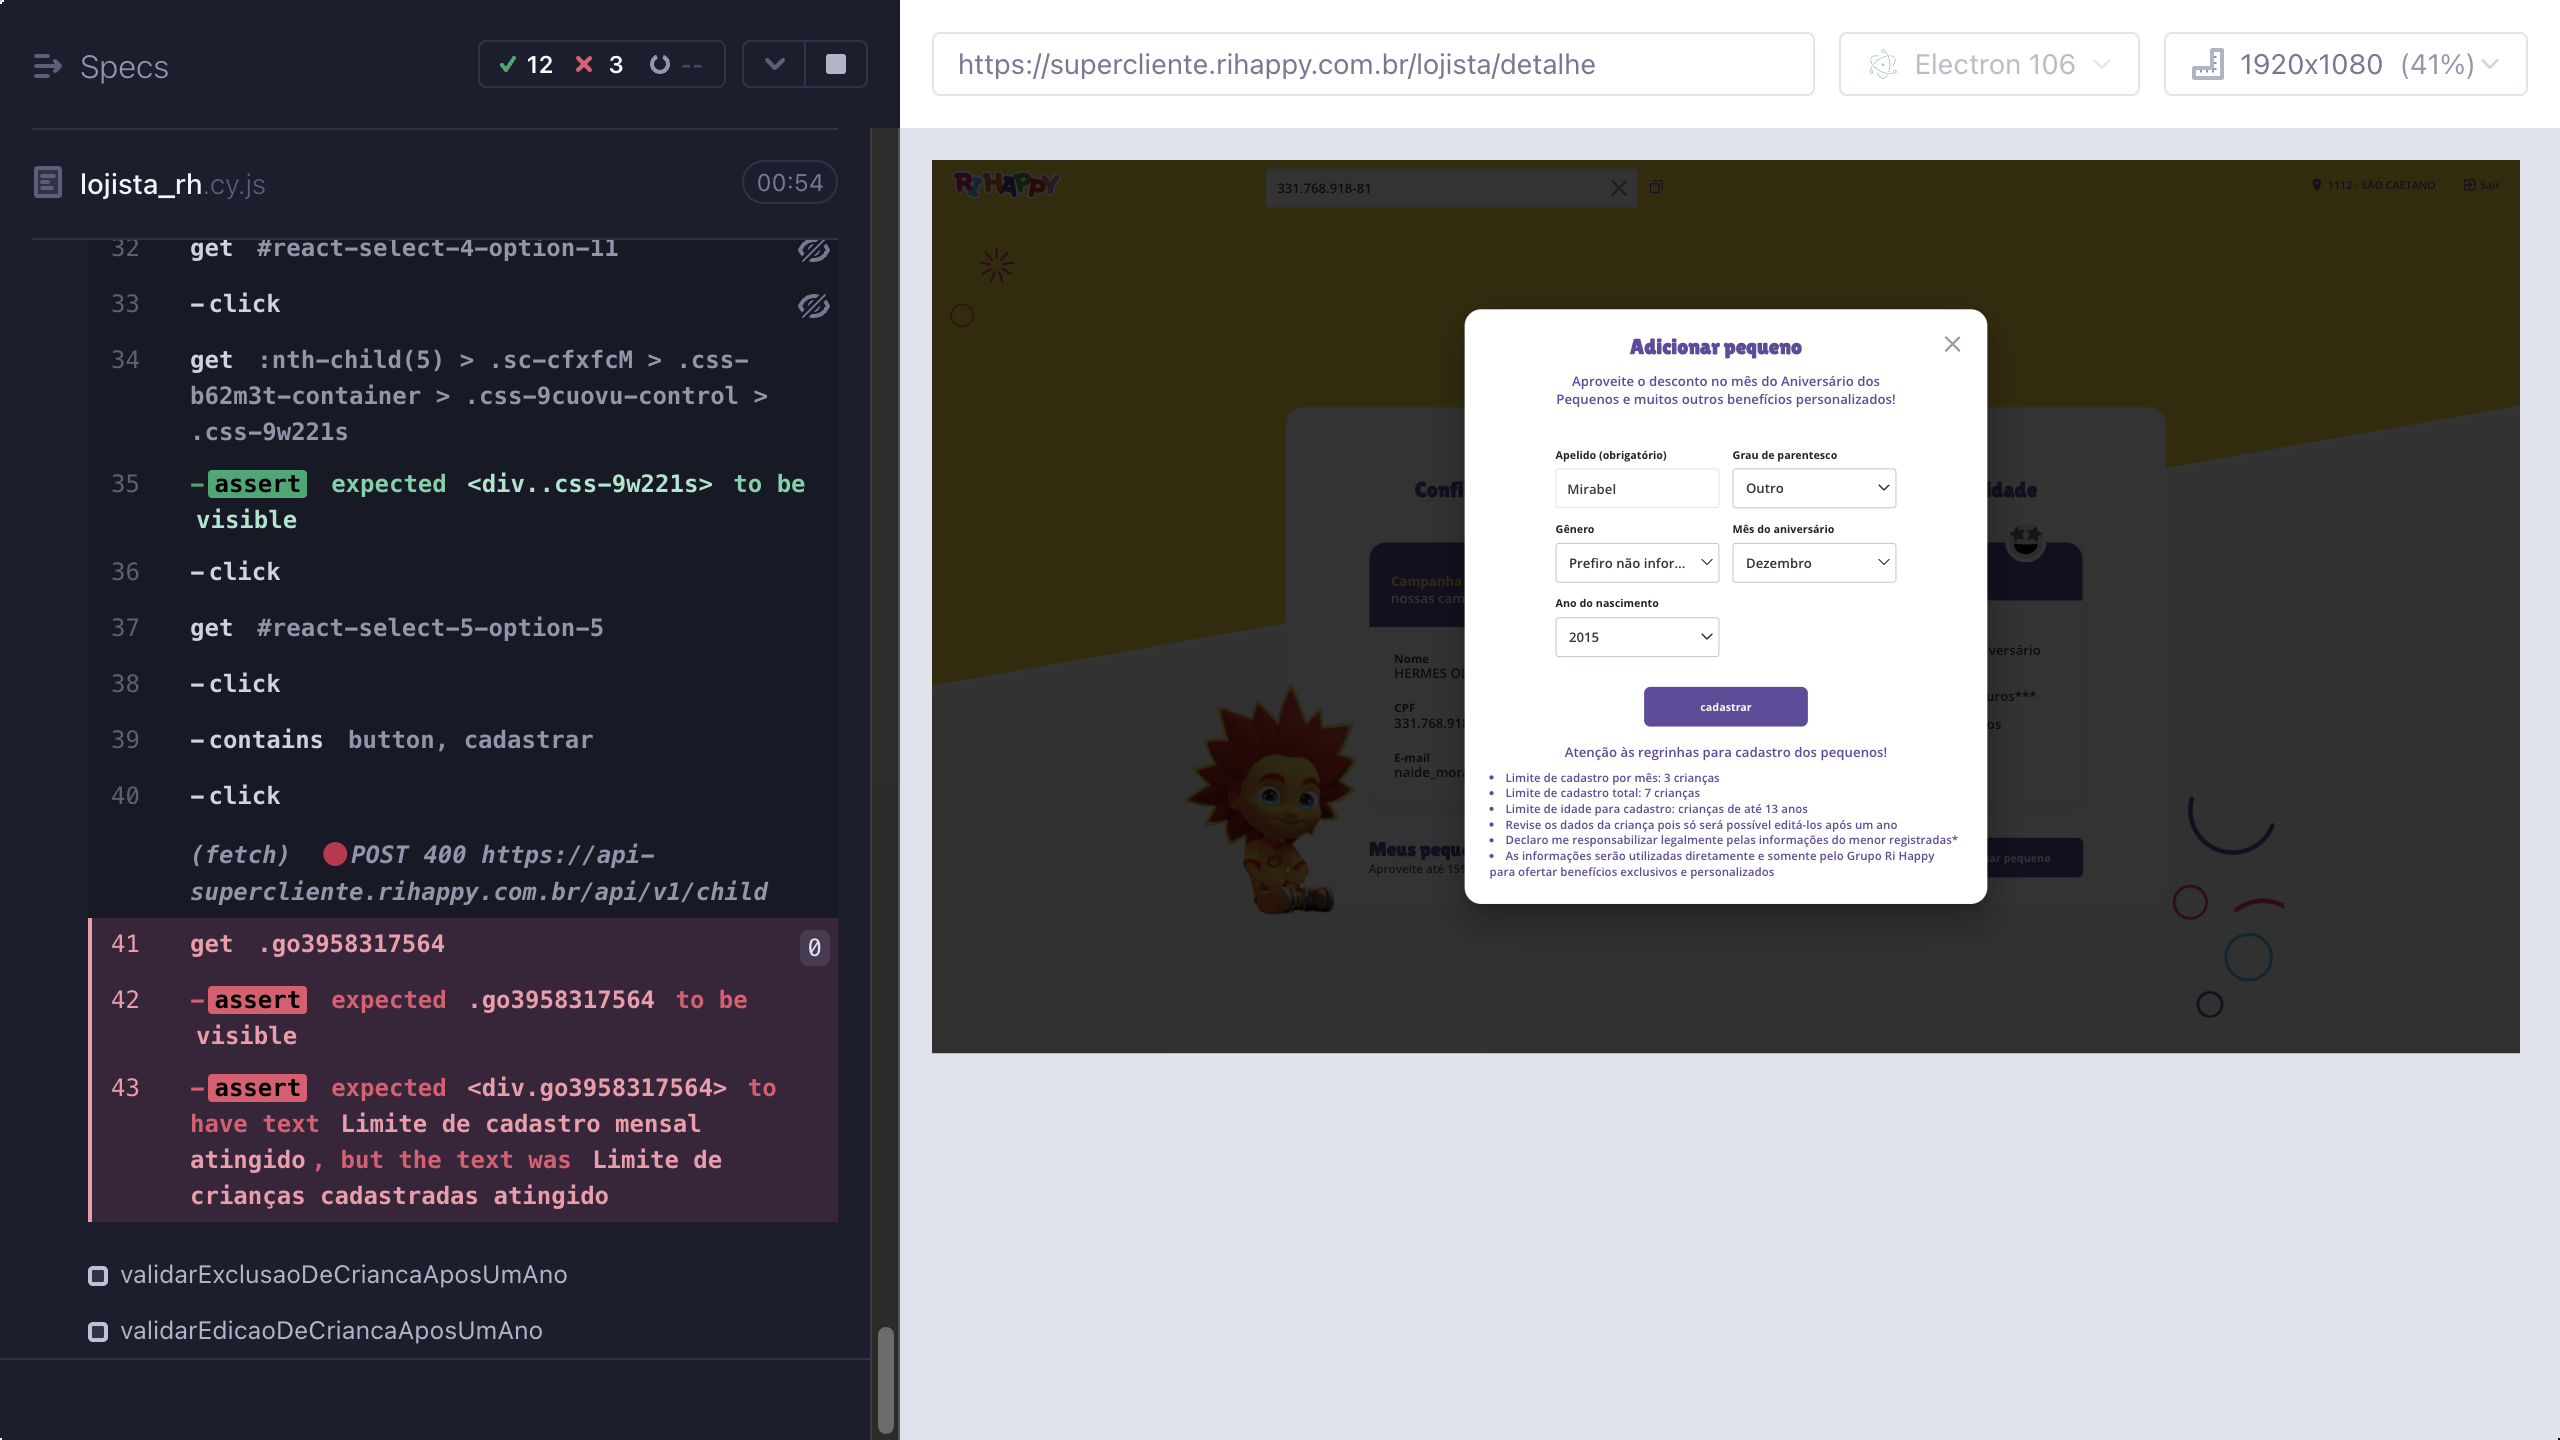 Specs
12
3
--
lojista_rh.cy.js
00:54
32 get #react-select-4-option-11
33 -click
34 get :nth-child(5) > .sc-cfxfcM > .css-
b62m3t-container > .css-9cuovu-control >
.css-9w221s
35 -assert expected <div..css-9w221s> to be
visible
36 -click
37 get #react-select-5-option-5
38 -click
39 -contains button, cadastrar
40 -click
(fetch) POST 400 https://api-
supercliente.rihappy.com.br/api/v1/child
41 get .go3958317564 0
42 -assert expected .go3958317564 to be
visible
43 -assert expected <div.go3958317564> to
have text Limite de cadastro mensal
atingido, but the text was Limite de
crianças cadastradas atingido
validarExclusaoDeCriancaAposUmAno
validarEdicaoDeCriancaAposUmAno
https://supercliente.rihappy.com.br/lojista/detalhe
Electron 106
1920x1080 (41%)
RI HAPPY
331.768.918-81
1112 - SÃO CAETANO
Sair
Adicionar pequeno
Aproveite o desconto no mês do Aniversário dos
Pequenos e muitos outros benefícios personalizados!
Apelido (obrigatório)
Grau de parentesco
Mirabel
Outro
Gênero
Mês do aniversário
Prefiro não infor...
Dezembro
Ano do nascimento
2015
cadastrar
Atenção às regrinhas para cadastro dos pequenos!
• Limite de cadastro por mês: 3 crianças
• Limite de cadastro total: 7 crianças
• Limite de idade para cadastro: crianças de até 13 anos
• Revise os dados da criança pois só será possível editá-los após um ano
• Declaro me responsabilizar legalmente pelas informações do menor registradas*
• As informações serão utilizadas diretamente e somente pelo Grupo Ri Happy
para ofertar benefícios exclusivos e personalizados
Confi
idade
Campanha
nossas cam
Nome
HERMES OL
CPF
331.768.918
E-mail
naide_mora
versário
uros***
os
Meus peque
Aproveite até 15%
ar pequeno